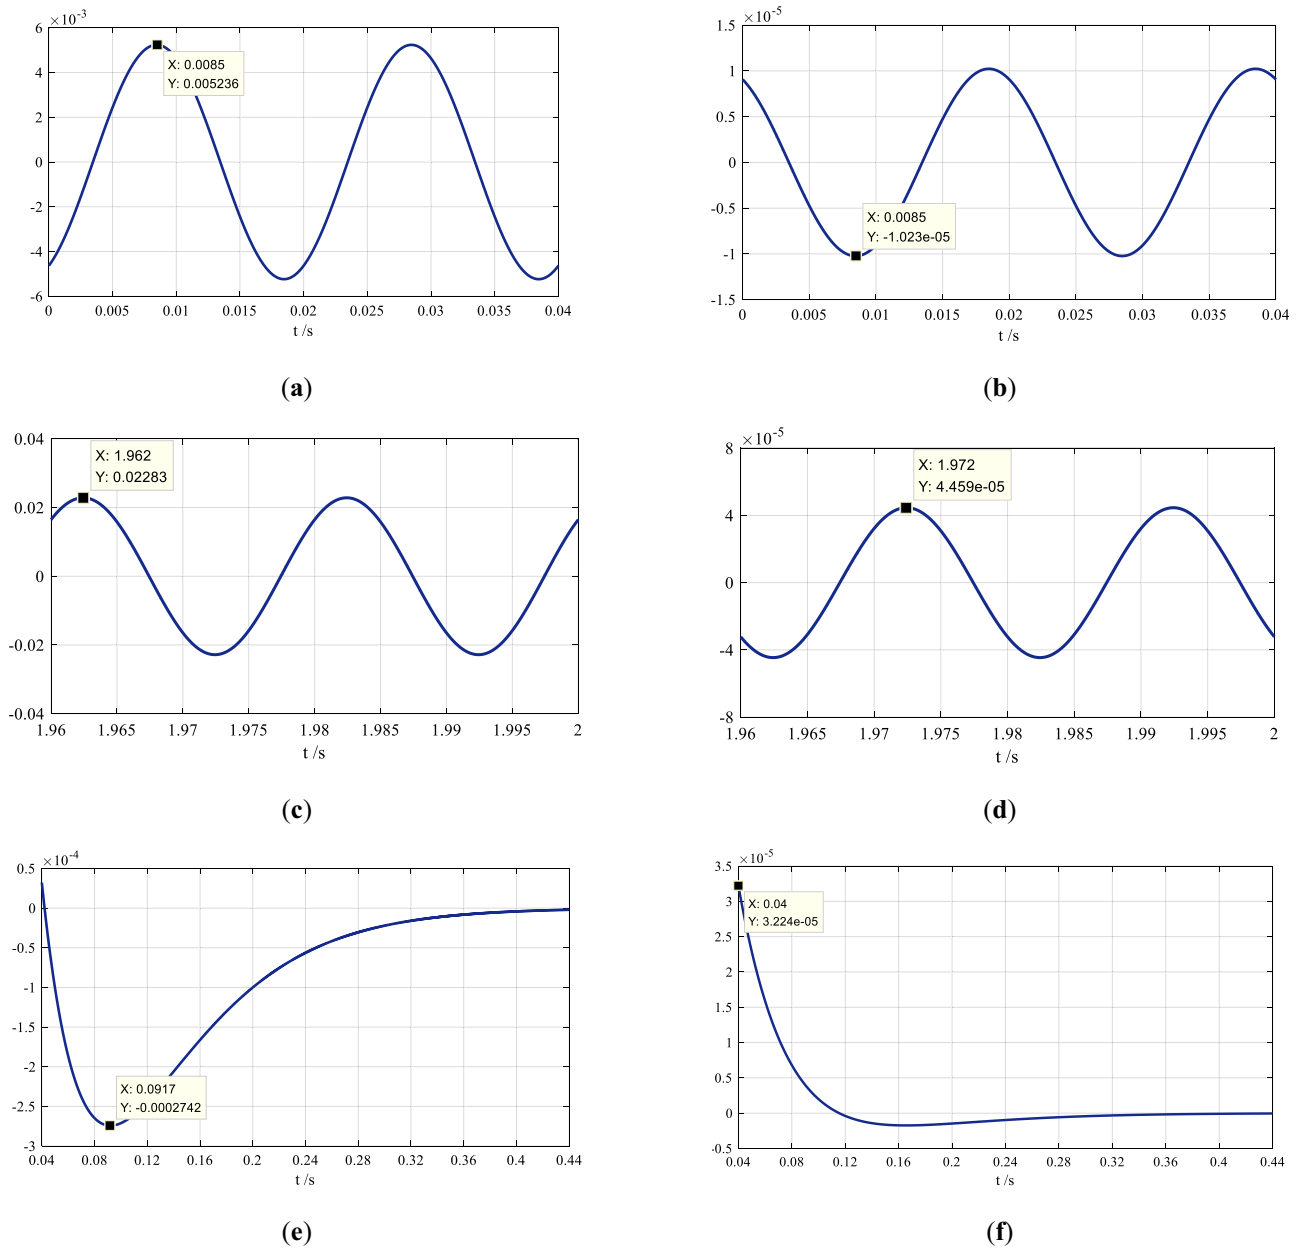 ×10⁻³
6
4
2
0
-2
-4
-6
X: 0.0085
Y: 0.005236
0 0.005 0.01 0.015 0.02 0.025 0.03 0.035 0.04
t /s
(a)
×10⁻⁵
1.5
1
0.5
0
-0.5
-1
-1.5
X: 0.0085
Y: -1.023e-05
0 0.005 0.01 0.015 0.02 0.025 0.03 0.035 0.04
t /s
(b)
0.04
0.02
0
-0.02
-0.04
X: 1.962
Y: 0.02283
1.96 1.965 1.97 1.975 1.98 1.985 1.99 1.995 2
t /s
(c)
×10⁻⁵
8
4
0
-4
-8
X: 1.972
Y: 4.459e-05
1.96 1.965 1.97 1.975 1.98 1.985 1.99 1.995 2
t /s
(d)
×10⁻⁴
0.5
0
-0.5
-1
-1.5
-2
-2.5
-3
X: 0.0917
Y: -0.0002742
0.04 0.08 0.12 0.16 0.2 0.24 0.28 0.32 0.36 0.4 0.44
t /s
(e)
×10⁻⁵
3.5
3
2.5
2
1.5
1
0.5
0
-0.5
X: 0.04
Y: 3.224e-05
0.04 0.08 0.12 0.16 0.2 0.24 0.28 0.32 0.36 0.4 0.44
t /s
(f)